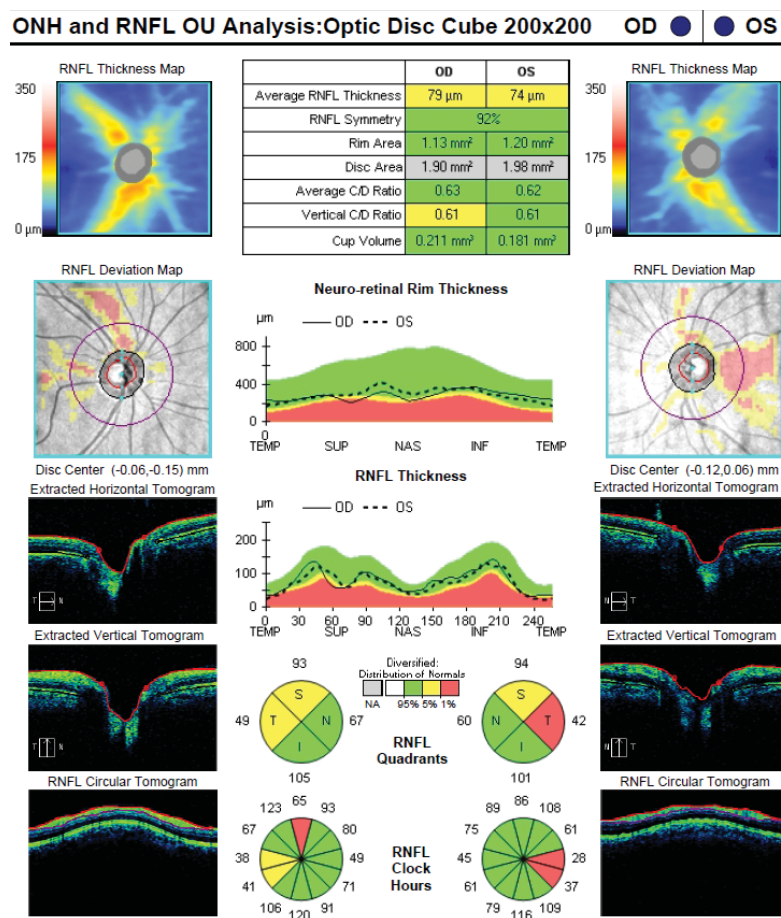 ONH and RNFL OU Analysis:Optic Disc Cube 200x200 OD OS
RNFL Thickness Map
350
175
0 µm
OD OS
Average RNFL Thickness 79 µm 74 µm
RNFL Symmetry 92%
Rim Area 1.13 mm² 1.20 mm²
Disc Area 1.90 mm² 1.98 mm²
Average C/D Ratio 0.63 0.62
Vertical C/D Ratio 0.61 0.61
Cup Volume 0.211 mm³ 0.181 mm³
RNFL Thickness Map
350
175
0 µm
RNFL Deviation Map
Disc Center (-0.06,-0.15) mm
Neuro-retinal Rim Thickness
µm OD OS
800
400
0
0
TEMP SUP NAS INF TEMP
RNFL Deviation Map
Disc Center (-0.12,0.06) mm
Extracted Horizontal Tomogram
T N
RNFL Thickness
µm OD OS
200
100
0
0 30 60 90 120 150 180 210 240
TEMP SUP NAS INF TEMP
Extracted Horizontal Tomogram
N T
Extracted Vertical Tomogram
T N
Diversified:
Distribution of Normals
NA 95% 5% 1%
93
S
49 T N 67
I
105
RNFL
Quadrants
94
S
60 N T 42
I
101
Extracted Vertical Tomogram
N T
RNFL Circular Tomogram
65
123 93
67 80
38 49
41 71
106 91
120
RNFL
Clock
Hours
86
89 108
75 61
45 28
61 37
79 109
116
RNFL Circular Tomogram